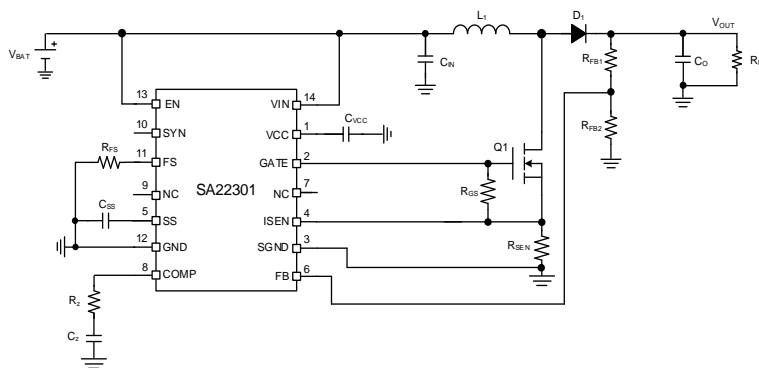 L1
D1
VOUT
VBAT
+
CIN
RFB1
CO
R
13
EN
VIN
14
10
SYN
VCC
1
CVCC
RFB2
RFS
11
FS
GATE
2
Q1
9
NC
SA22301
NC
7
RGS
CSS
5
SS
ISEN
4
12
GND
SGND
3
RSEN
8
COMP
FB
6
Rz
Cz